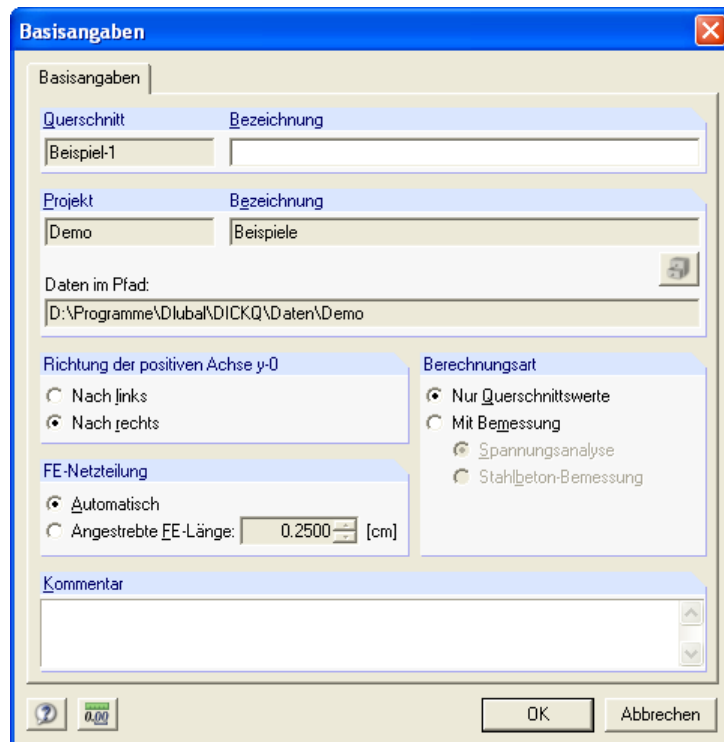 Basisangaben
Basisangaben
Querschnitt Bezeichnung
Beispiel-1
Projekt Bezeichnung
Demo Beispiele
Daten im Pfad:
D:\Programme\Dlubal\DICKQ\Daten\Demo
Richtung der positiven Achse y-0
Nach links
Nach rechts
Berechnungsart
Nur Querschnittswerte
Mit Bemessung
Spannungsanalyse
Stahlbeton-Bemessung
FE-Netzteilung
Automatisch
Angestrebte FE-Länge: 0.2500 [cm]
Kommentar
? 0.00 OK Abbrechen